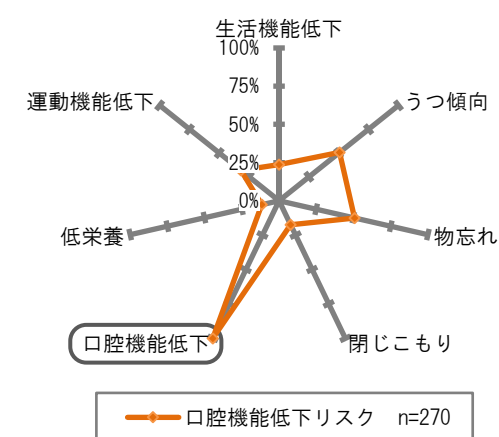 生活機能低下
100%
75%
50%
25%
0%
うつ傾向
物忘れ
閉じこもり
口腔機能低下
低栄養
運動機能低下
口腔機能低下リスク n=270